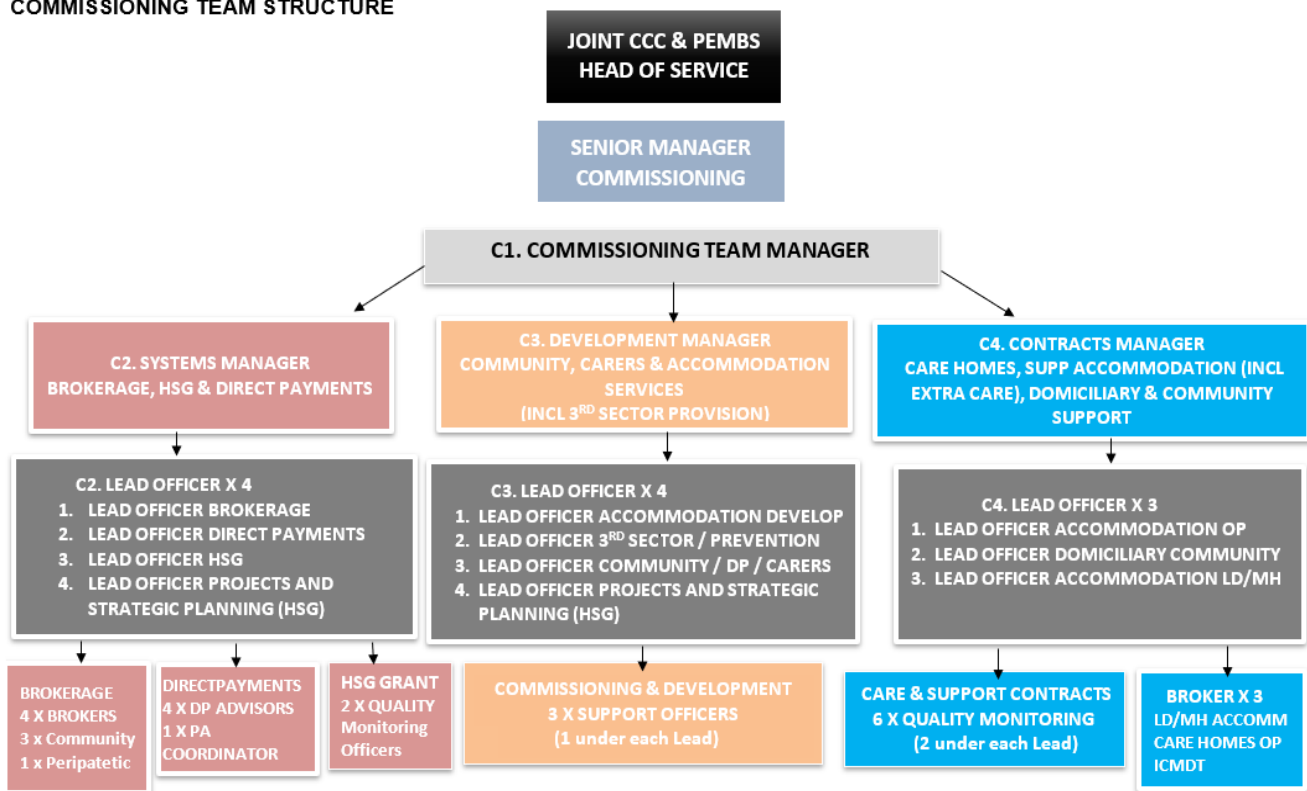 COMMISSIONING TEAM STRUCTURE
JOINT CCC & PEMBS
HEAD OF SERVICE
SENIOR MANAGER
COMMISSIONING
C1. COMMISSIONING TEAM MANAGER
C2. SYSTEMS MANAGER
BROKERAGE, HSG & DIRECT PAYMENTS
C3. DEVELOPMENT MANAGER
COMMUNITY, CARERS & ACCOMMODATION
SERVICES
(INCL 3RD SECTOR PROVISION)
C4. CONTRACTS MANAGER
CARE HOMES, SUPP ACCOMMODATION (INCL
EXTRA CARE), DOMICILIARY & COMMUNITY
SUPPORT
C2. LEAD OFFICER X 4
1. LEAD OFFICER BROKERAGE
2. LEAD OFFICER DIRECT PAYMENTS
3. LEAD OFFICER HSG
4. LEAD OFFICER PROJECTS AND
STRATEGIC PLANNING (HSG)
C3. LEAD OFFICER X 4
1. LEAD OFFICER ACCOMMODATION DEVELOP
2. LEAD OFFICER 3RD SECTOR / PREVENTION
3. LEAD OFFICER COMMUNITY / DP / CARERS
4. LEAD OFFICER PROJECTS AND STRATEGIC
PLANNING (HSG)
C4. LEAD OFFICER X 3
1. LEAD OFFICER ACCOMMODATION OP
2. LEAD OFFICER DOMICILIARY COMMUNITY
3. LEAD OFFICER ACCOMMODATION LD/MH
BROKERAGE
4 X BROKERS
3 x Community
1 x Peripatetic
DIRECTPAYMENTS
4 X DP ADVISORS
1 X PA
COORDINATOR
HSG GRANT
2 X QUALITY
Monitoring
Officers
COMMISSIONING & DEVELOPMENT
3 X SUPPORT OFFICERS
(1 under each Lead)
CARE & SUPPORT CONTRACTS
6 X QUALITY MONITORING
(2 under each Lead)
BROKER X 3
LD/MH ACCOMM
CARE HOMES OP
ICMDT